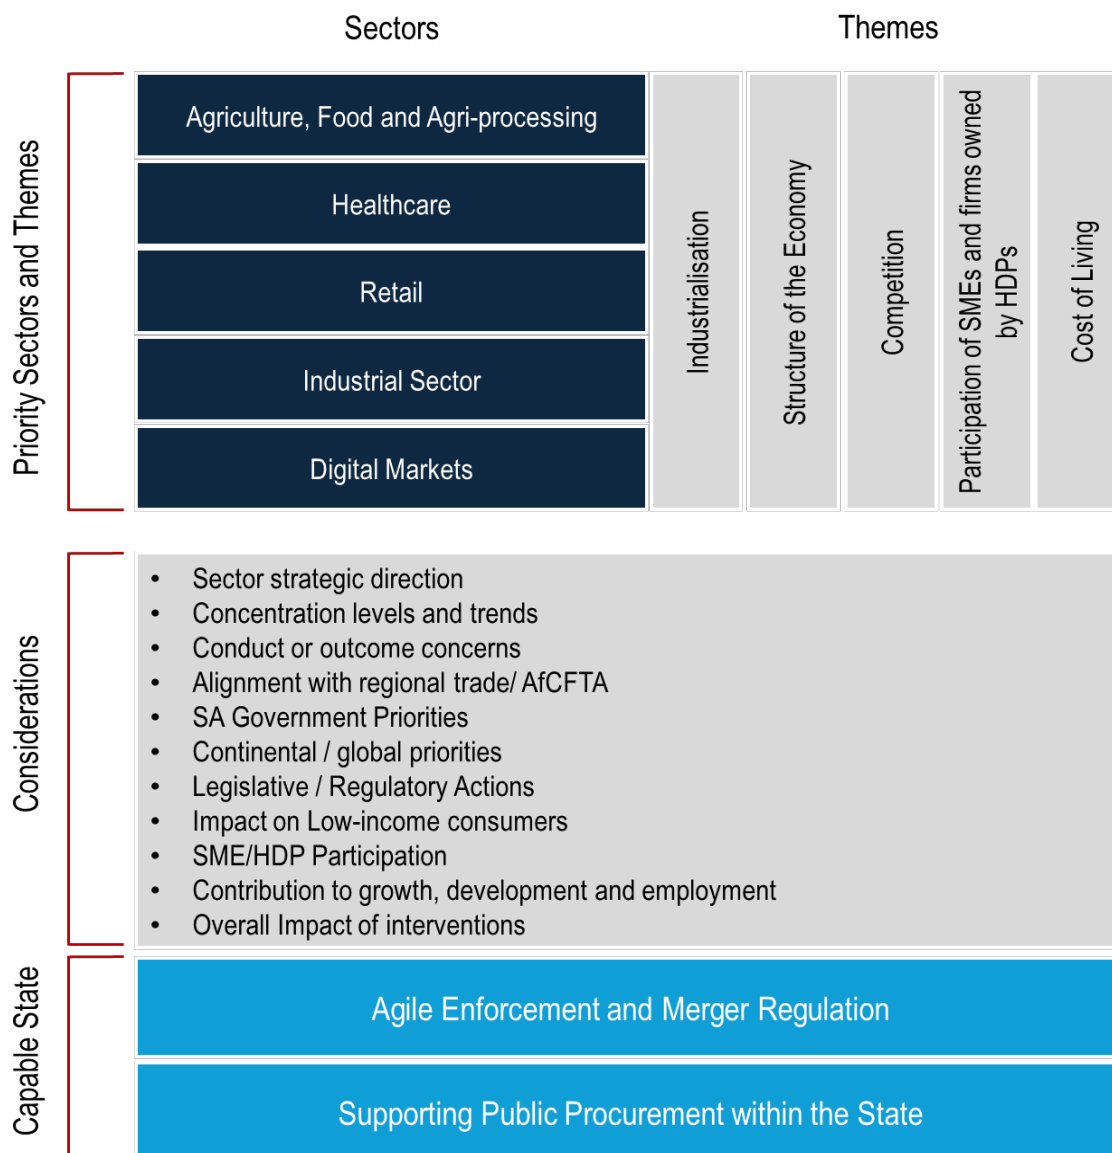 Sectors
Themes
Priority Sectors and Themes
Agriculture, Food and Agri-processing
Healthcare
Retail
Industrial Sector
Digital Markets
Industrialisation
Structure of the Economy
Competition
Participation of SMEs and firms owned
by HDPs
Cost of Living
Considerations
• Sector strategic direction
• Concentration levels and trends
• Conduct or outcome concerns
• Alignment with regional trade/ AfCFTA
• SA Government Priorities
• Continental / global priorities
• Legislative / Regulatory Actions
• Impact on Low-income consumers
• SME/HDP Participation
• Contribution to growth, development and employment
• Overall Impact of interventions
Capable State
Agile Enforcement and Merger Regulation
Supporting Public Procurement within the State